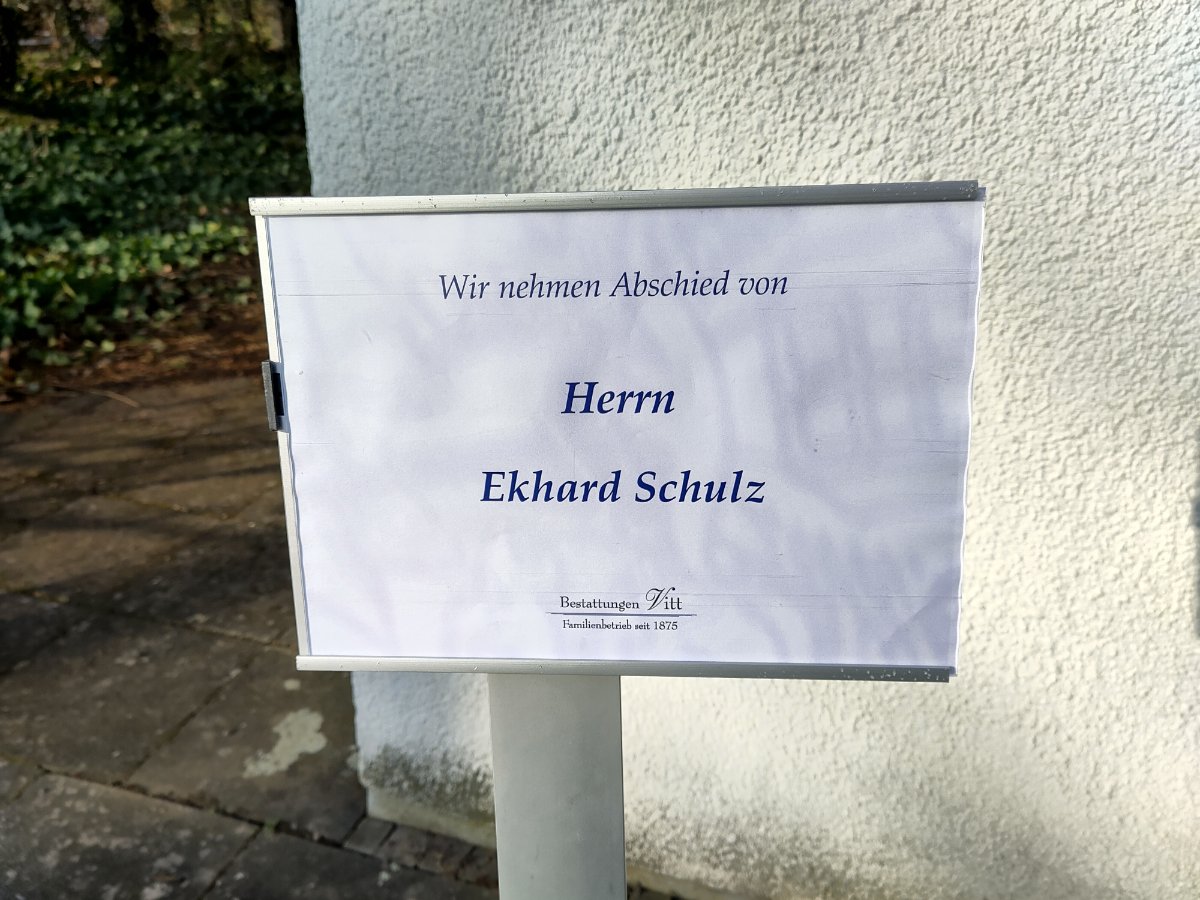 Wir nehmen Abschied von
Herrn
Ekhard Schulz
Bestattungen Vitt
Familienbetrieb seit 1875